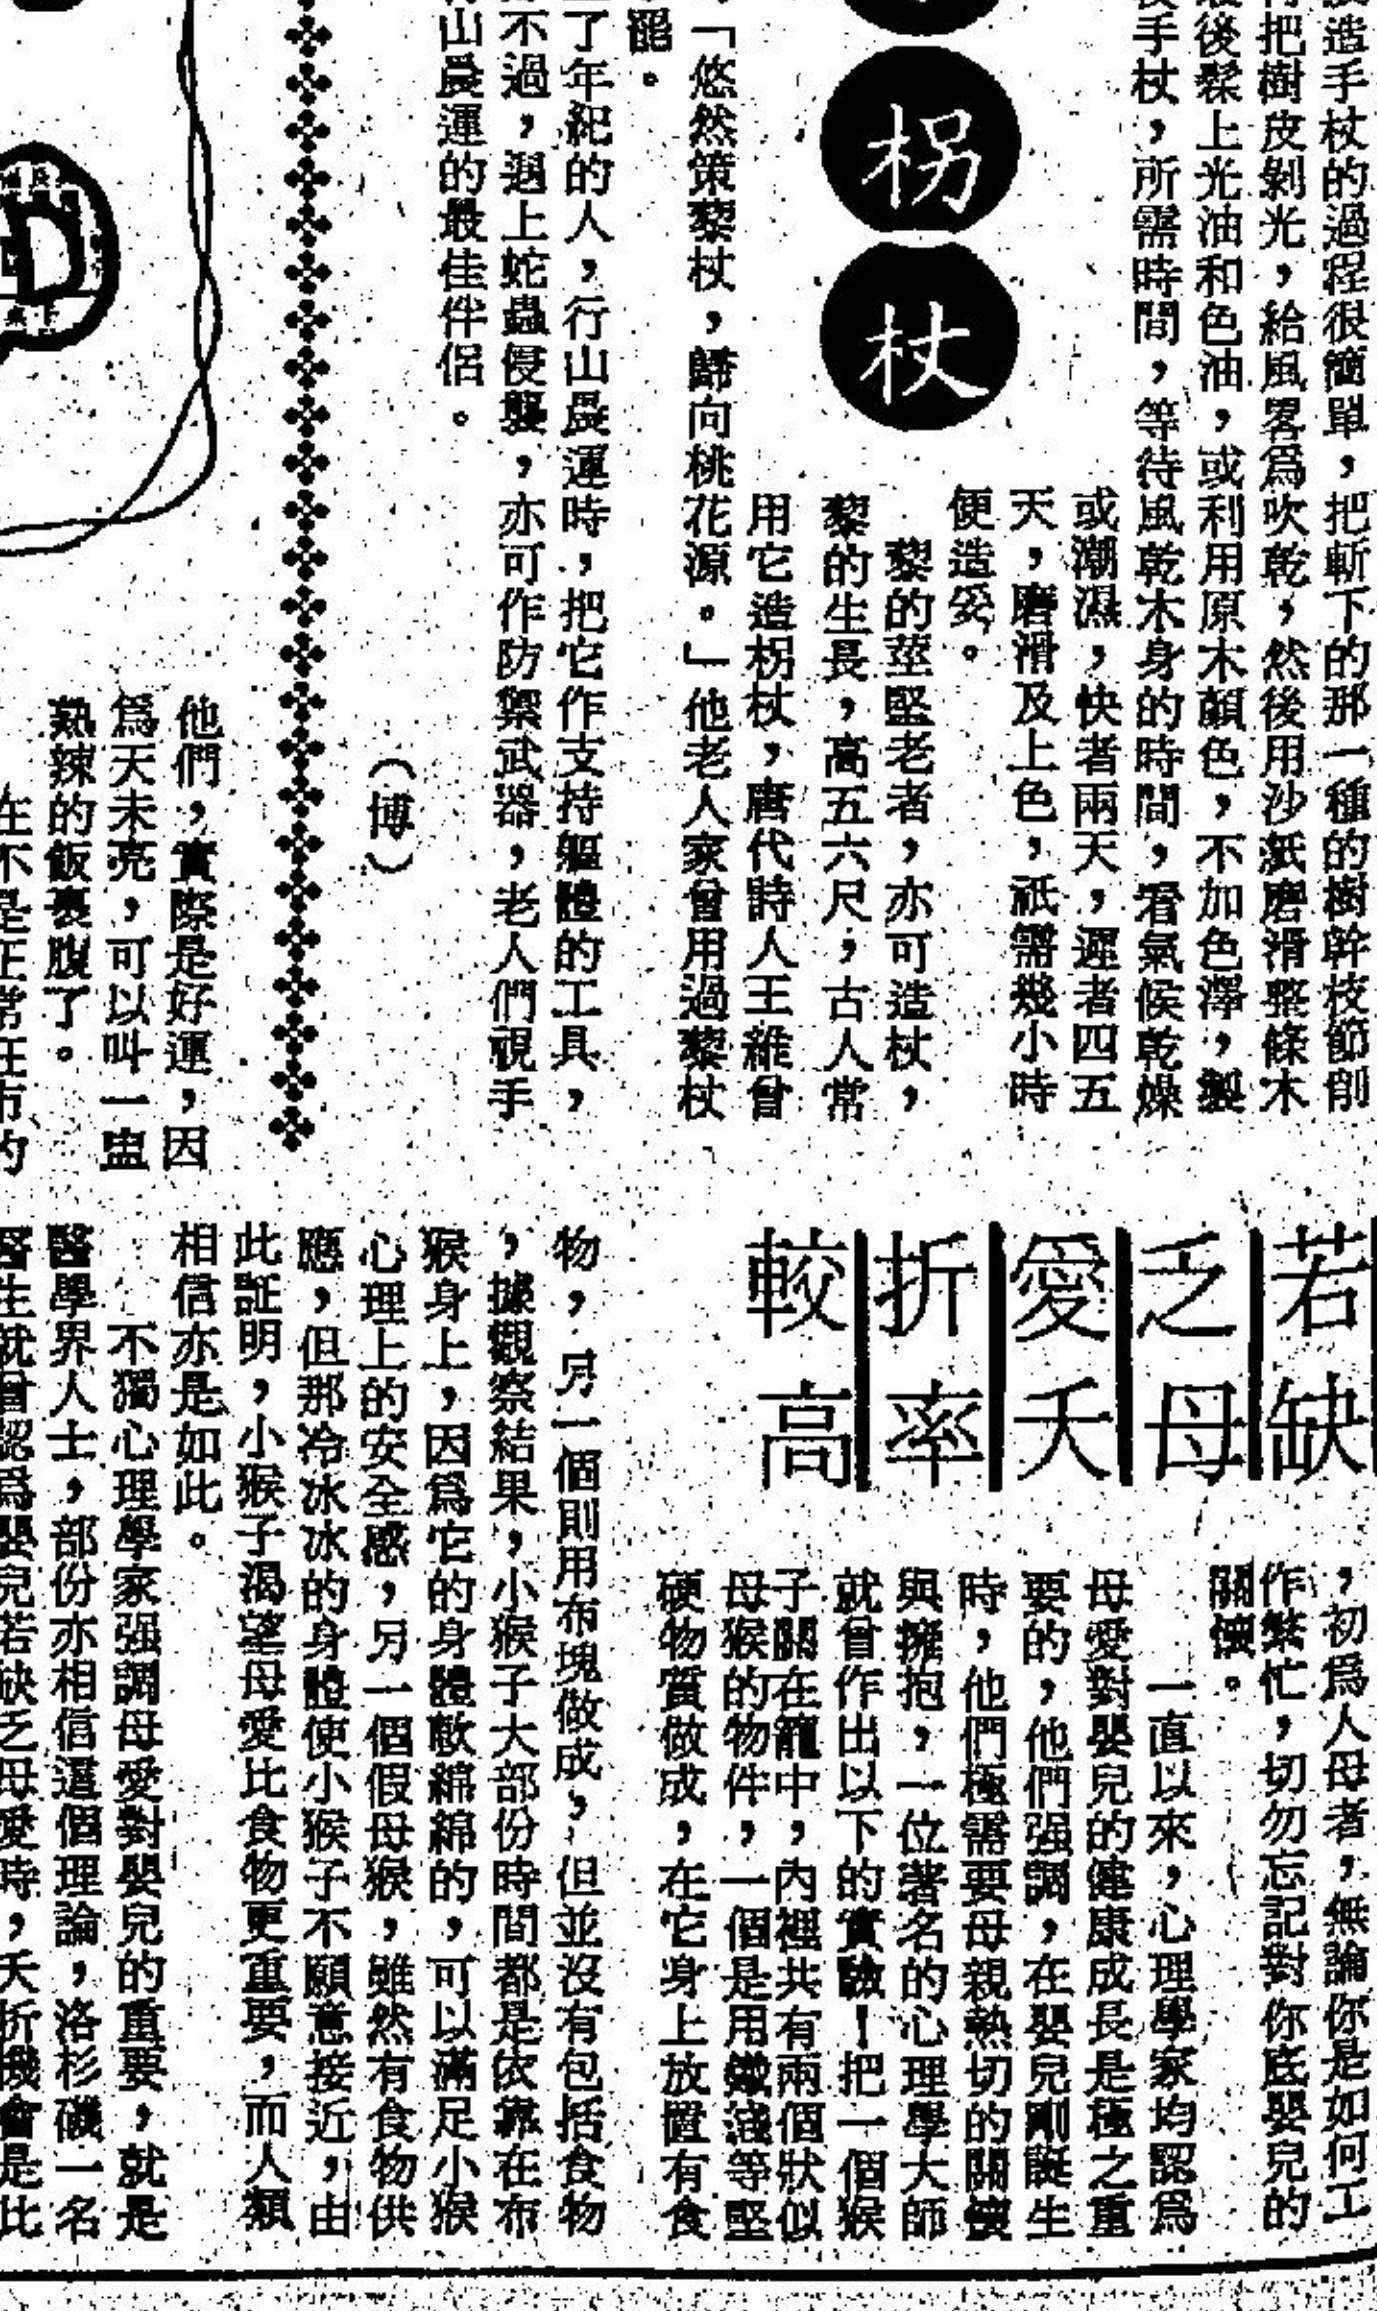 造手杖的過程很簡單，把斬下的那一種的樹幹枝節削
把樹皮剝光，給風畧爲吹乾，然後用沙紙磨滑整條木
後髹上光油和色油，或利用原木顏色，不加色澤，製
手杖，所需時間，等待風乾木身的時間，看氣候乾燥
或潮濕，快者兩天，遲者四五
天，磨滑及上色，祇需幾小時
便造妥。
拐杖
黎的莖堅老者，亦可造杖，
黎的生長，高五六尺，古人常
用它造柺杖，唐代詩人王維曾
「悠然策黎杖，歸向桃花源。」他老人家曾用過黎杖
罷。
了年紀的人，行山晨運時，把它作支持軀體的工具，
不過，遇上蛇蟲侵襲，亦可作防禦武器，老人們視手
山晨運的最佳伴侶。
（博）
他們，實際是好運，因
爲天未亮，可以叫一盅
熱辣的飯裹腹了。
在不是正常在市的
若缺
乏母
愛夭
折率
較高
，初爲人母者，無論你是如何工
作繁忙，切勿忘記對你底嬰兒的
關懷。
一直以來，心理學家均認爲
母愛對嬰兒的健康成長是極之重
要的，他們强調，在嬰兒剛誕生
時，他們極需要母親熱切的關懷
與擁抱，一位著名的心理學大師
就曾作出以下的實驗！把一個猴
子關在籠中，內裡共有兩個狀似
母猴的物件，一個是用鐵線等堅
硬物質做成，在它身上放置有食
物，另一個則用布塊做成，但並沒有包括食物
，據觀察結果，小猴子大部份時間都是依靠在布
猴身上，因爲它的身體軟綿綿的，可以滿足小猴
心理上的安全感，另一個假母猴，雖然有食物供
應，但那冷冰冰的身體使小猴子不願意接近，由
此証明，小猴子渴望母愛比食物更重要，而人類
相信亦是如此。
不獨心理學家强調母愛對嬰兒的重要，就是
醫學界人士，部份亦相信這個理論，洛杉磯一名
醫生就曾認爲嬰兒若缺乏母愛時，夭折機會是比